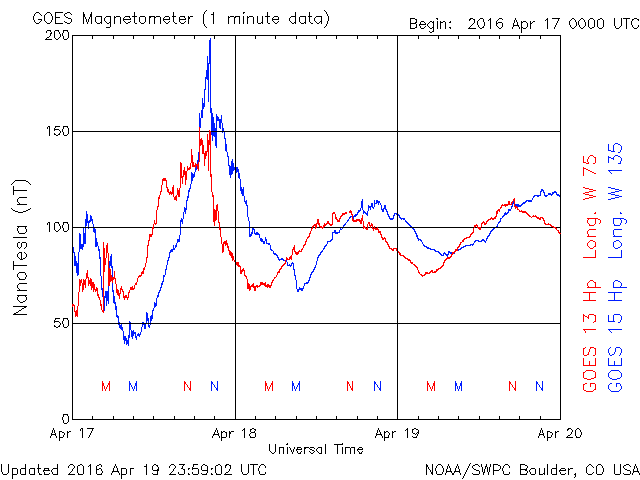 GOES Magnetometer (1 minute data)
Begin: 2016 Apr 17 0000 UTC
200
150
100
50
0
NanoTesla (nT)
M M N N M M N N M M N N
Apr 17 Apr 18 Apr 19 Apr 20
Universal Time
GOES 13 Hp Long. W 75
GOES 15 Hp Long. W 135
Updated 2016 Apr 19 23:59:02 UTC
NOAA/SWPC Boulder, CO USA